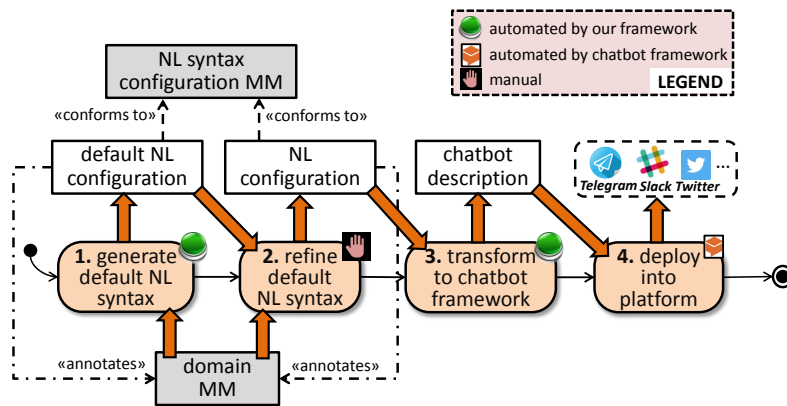 automated by our framework
automated by chatbot framework
manual
LEGEND
NL syntax
configuration MM
«conforms to»
«conforms to»
default NL
configuration
NL
configuration
chatbot
description
Telegram Slack Twitter ...
1. generate
default NL
syntax
2. refine
default
NL syntax
3. transform
to chatbot
framework
4. deploy
into
platform
«annotates»
domain
MM
«annotates»